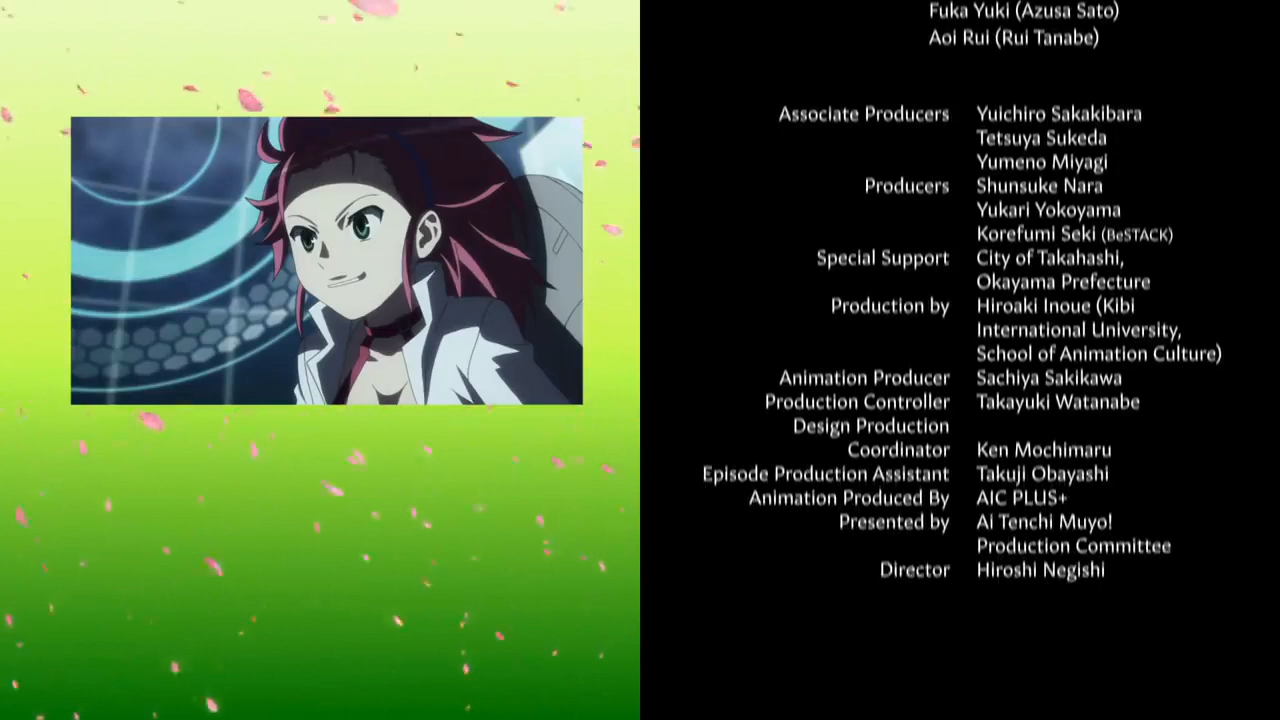 Fuka Yuki (Azusa Sato)
Aoi Rui (Rui Tanabe)
Associate Producers Yuichiro Sakakibara
Tetsuya Sukeda
Yumeno Miyagi
Producers Shunsuke Nara
Yukari Yokoyama
Korefumi Seki (BeSTACK)
Special Support City of Takahashi,
Okayama Prefecture
Production by Hiroaki Inoue (Kibi
International University,
School of Animation Culture)
Animation Producer Sachiya Sakikawa
Production Controller Takayuki Watanabe
Design Production
Coordinator Ken Mochimaru
Episode Production Assistant Takuji Obayashi
Animation Produced By AIC PLUS+
Presented by Ai Tenchi Muyo!
Production Committee
Director Hiroshi Negishi